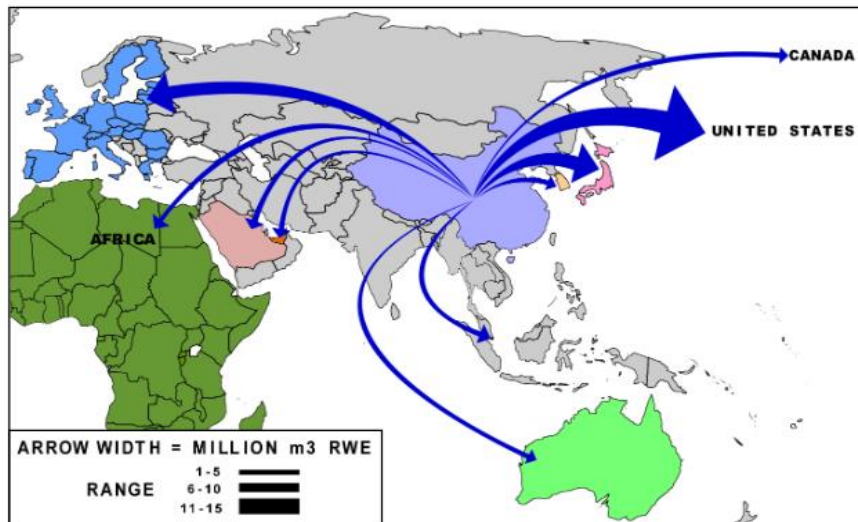 CANADA
UNITED STATES
AFRICA
ARROW WIDTH = MILLION m3 RWE
RANGE
1-5
6-10
11-15